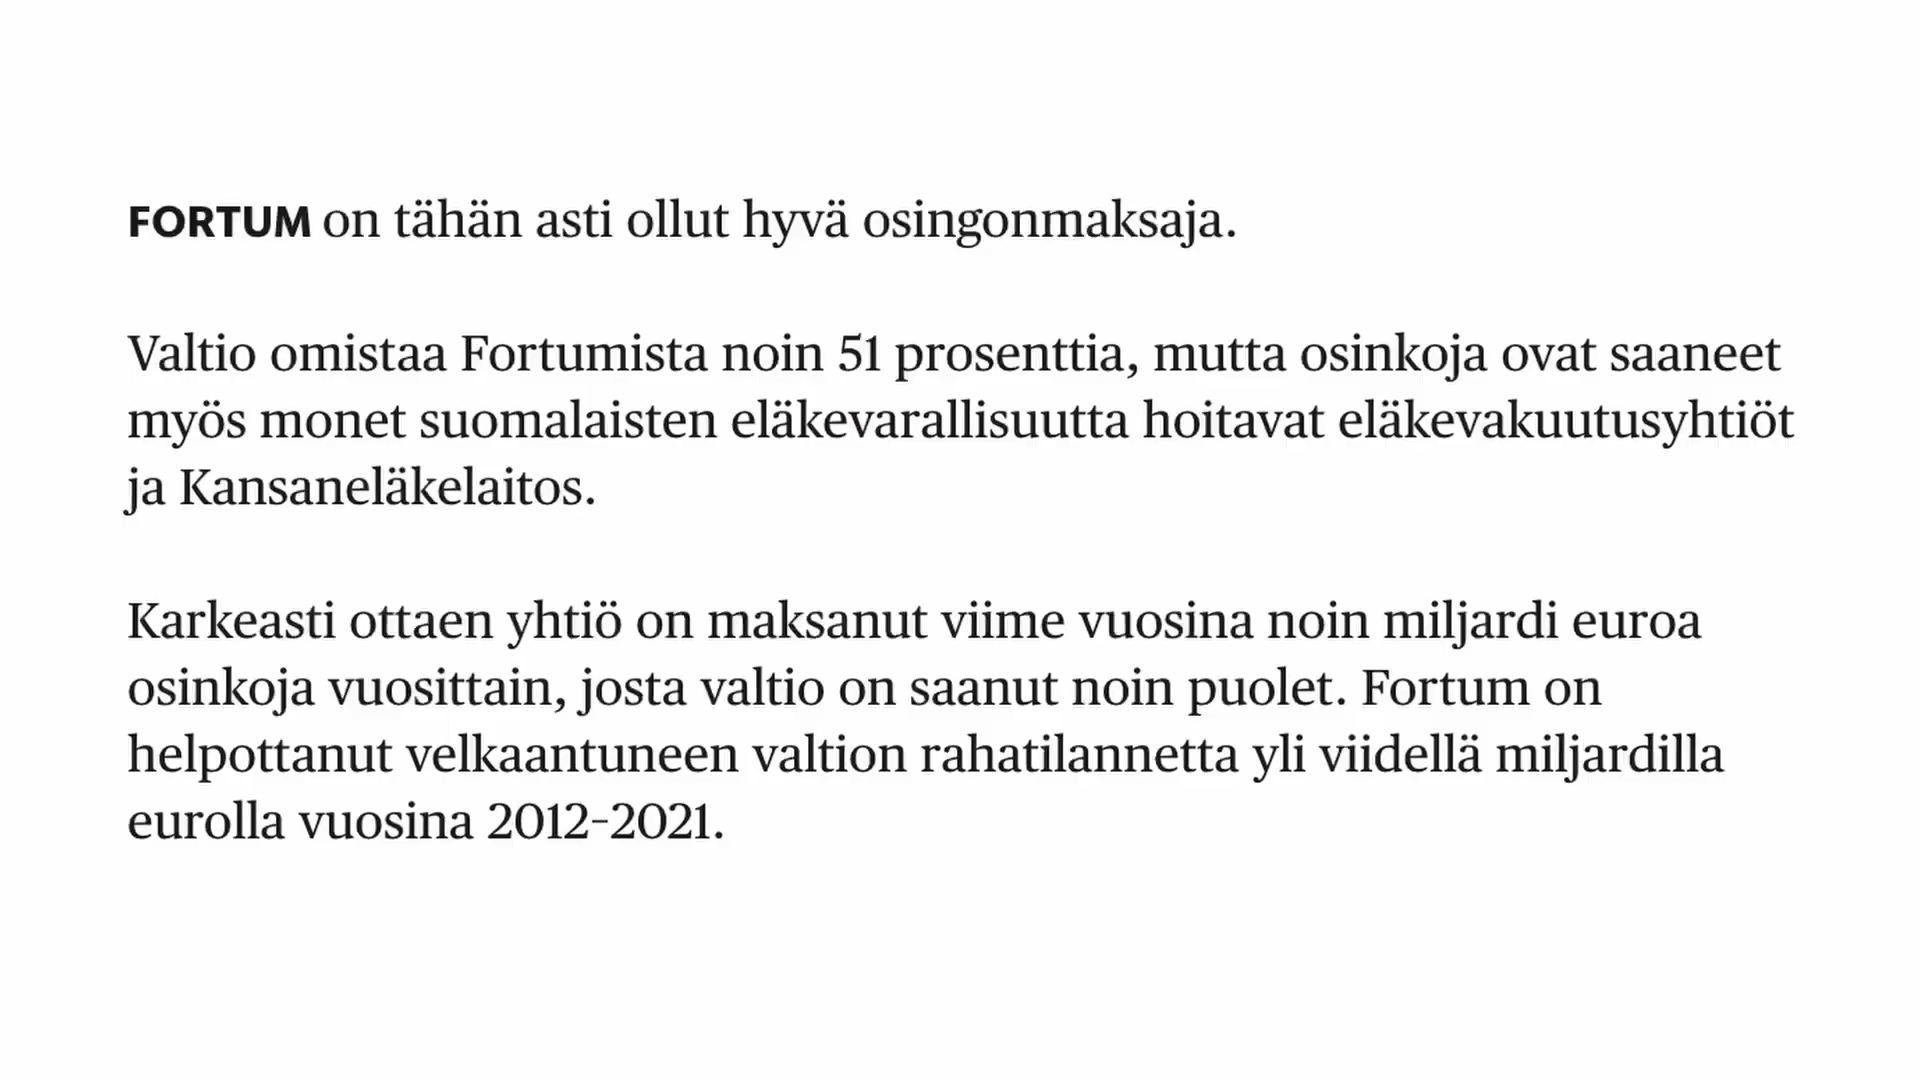 FORTUM on tähän asti ollut hyvä osingonmaksaja.
Valtio omistaa Fortumista noin 51 prosenttia, mutta osinkoja ovat saaneet
myös monet suomalaisten eläkevarallisuutta hoitavat eläkevakuutusyhtiöt
ja Kansaneläkelaitos.
Karkeasti ottaen yhtiö on maksanut viime vuosina noin miljardi euroa
osinkoja vuosittain, josta valtio on saanut noin puolet. Fortum on
helpottanut velkaantuneen valtion rahatilannetta yli viidellä miljardilla
eurolla vuosina 2012–2021.